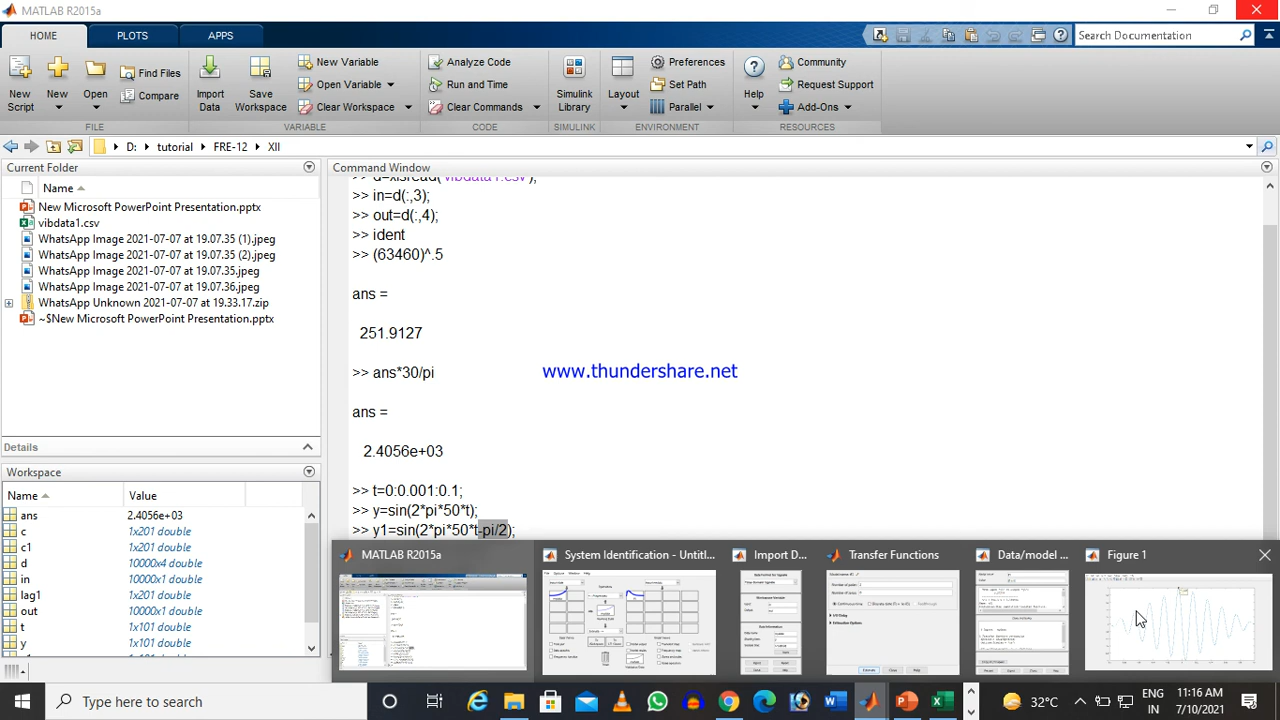 MATLAB R2015a
HOME PLOTS APPS
Search Documentation
New Script
New
Open
Find Files
Compare
Import Data
Save Workspace
New Variable
Open Variable
Clear Workspace
Analyze Code
Run and Time
Clear Commands
Simulink Library
Layout
Preferences
Set Path
Parallel
Help
Community
Request Support
Add-Ons
FILE VARIABLE CODE SIMULINK ENVIRONMENT RESOURCES
D: tutorial FRE-12 XII
Current Folder
Name
New Microsoft PowerPoint Presentation.pptx
vibdata1.csv
WhatsApp Image 2021-07-07 at 19.07.35 (1).jpeg
WhatsApp Image 2021-07-07 at 19.07.35 (2).jpeg
WhatsApp Image 2021-07-07 at 19.07.35.jpeg
WhatsApp Image 2021-07-07 at 19.07.36.jpeg
WhatsApp Unknown 2021-07-07 at 19.33.17.zip
~$New Microsoft PowerPoint Presentation.pptx
Details
Workspace
Name Value
ans 2.4056e+03
c 1x201 double
c1 1x201 double
d 10000x4 double
in 10000x1 double
lag1 1x201 double
out 10000x1 double
t 1x101 double
y 1x101 double
Command Window
>> d=xlsread('vibdata1.csv');
>> in=d(:,3);
>> out=d(:,4);
>> ident
>> (63460)^.5
ans =
251.9127
>> ans*30/pi
ans =
2.4056e+03
>> t=0:0.001:0.1;
>> y=sin(2*pi*50*t);
>> y1=sin(2*pi*50*t-pi/2);
www.thundershare.net
MATLAB R2015a
System Identification - Untitl...
Import D...
Transfer Functions
Data/model ...
Figure 1
Type here to search
32°C
ENG
IN
11:16 AM
7/10/2021